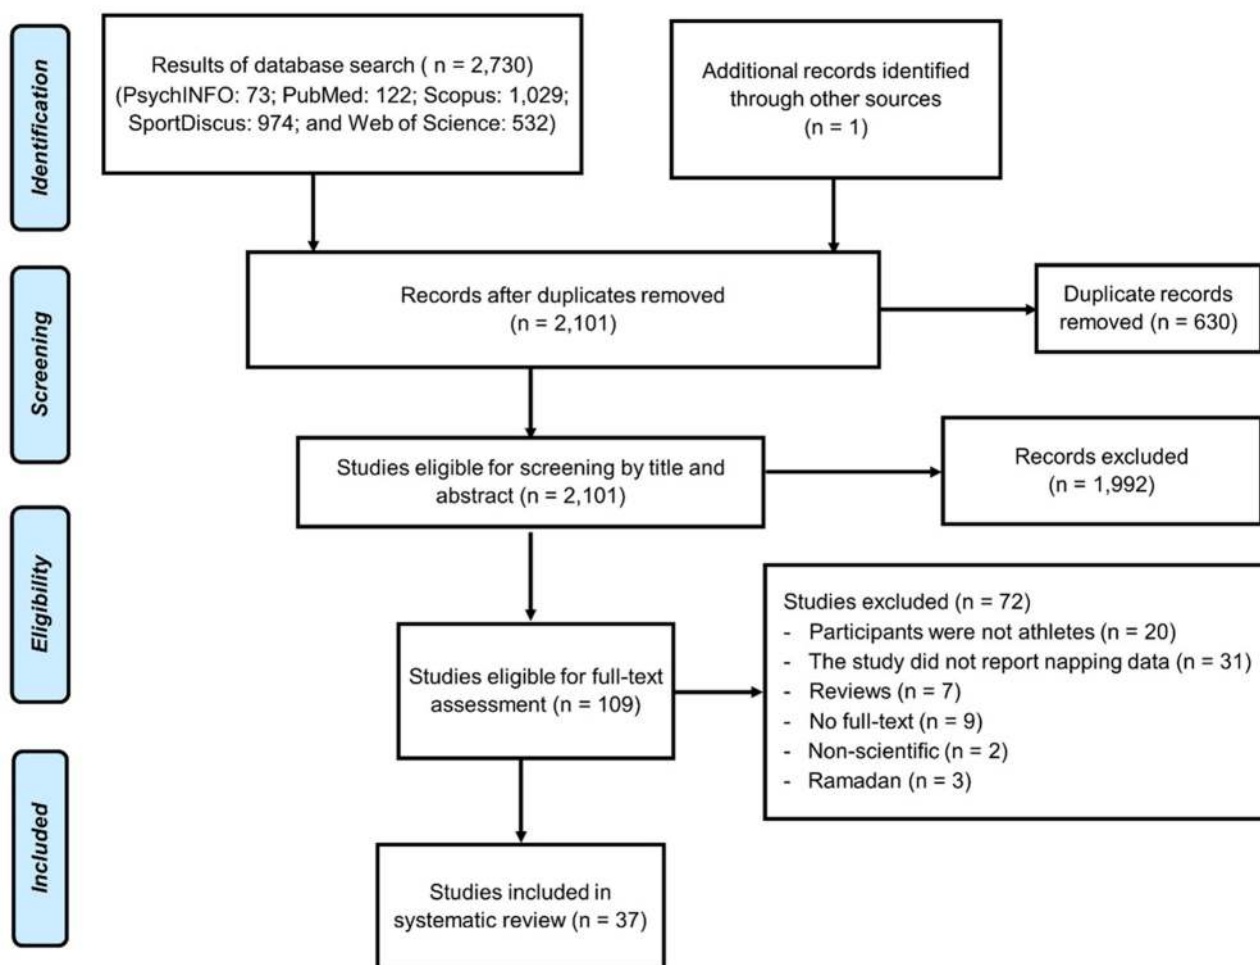 Identification
Results of database search ( n = 2,730)
(PsychINFO: 73; PubMed: 122; Scopus: 1,029;
SportDiscus: 974; and Web of Science: 532)
Additional records identified
through other sources
(n = 1)
Screening
Records after duplicates removed
(n = 2,101)
Duplicate records
removed (n = 630)
Studies eligible for screening by title and
abstract (n = 2,101)
Records excluded
(n = 1,992)
Eligibility
Studies eligible for full-text
assessment (n = 109)
Studies excluded (n = 72)
- Participants were not athletes (n = 20)
- The study did not report napping data (n = 31)
- Reviews (n = 7)
- No full-text (n = 9)
- Non-scientific (n = 2)
- Ramadan (n = 3)
Included
Studies included in
systematic review (n = 37)